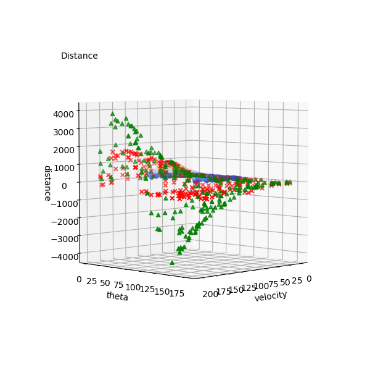 Distance
4000
3000
2000
1000
0
−1000
−2000
−3000
−4000
distance
0 25 50 75 100 125 150 175
theta
200 175 150 125 100 75 50 25 0
velocity